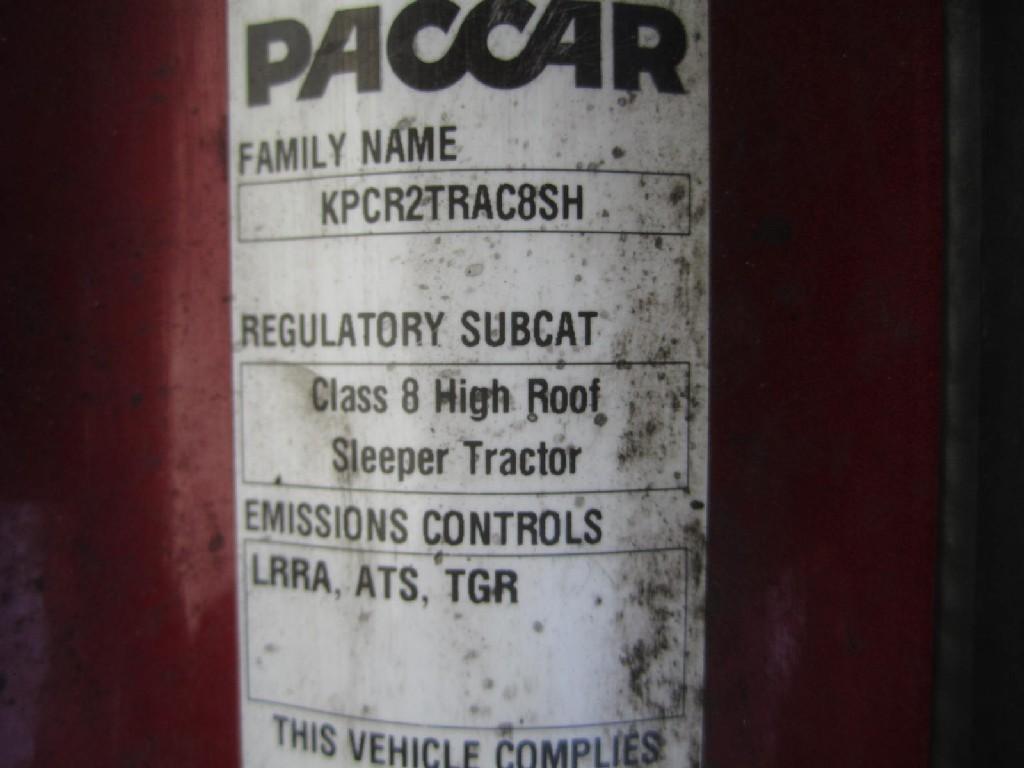 PACCAR
FAMILY NAME
KPCR2TRAC8SH
REGULATORY SUBCAT
Class 8 High Roof
Sleeper Tractor
EMISSIONS CONTROLS
LRRA, ATS, TGR
THIS VEHICLE COMPLIES